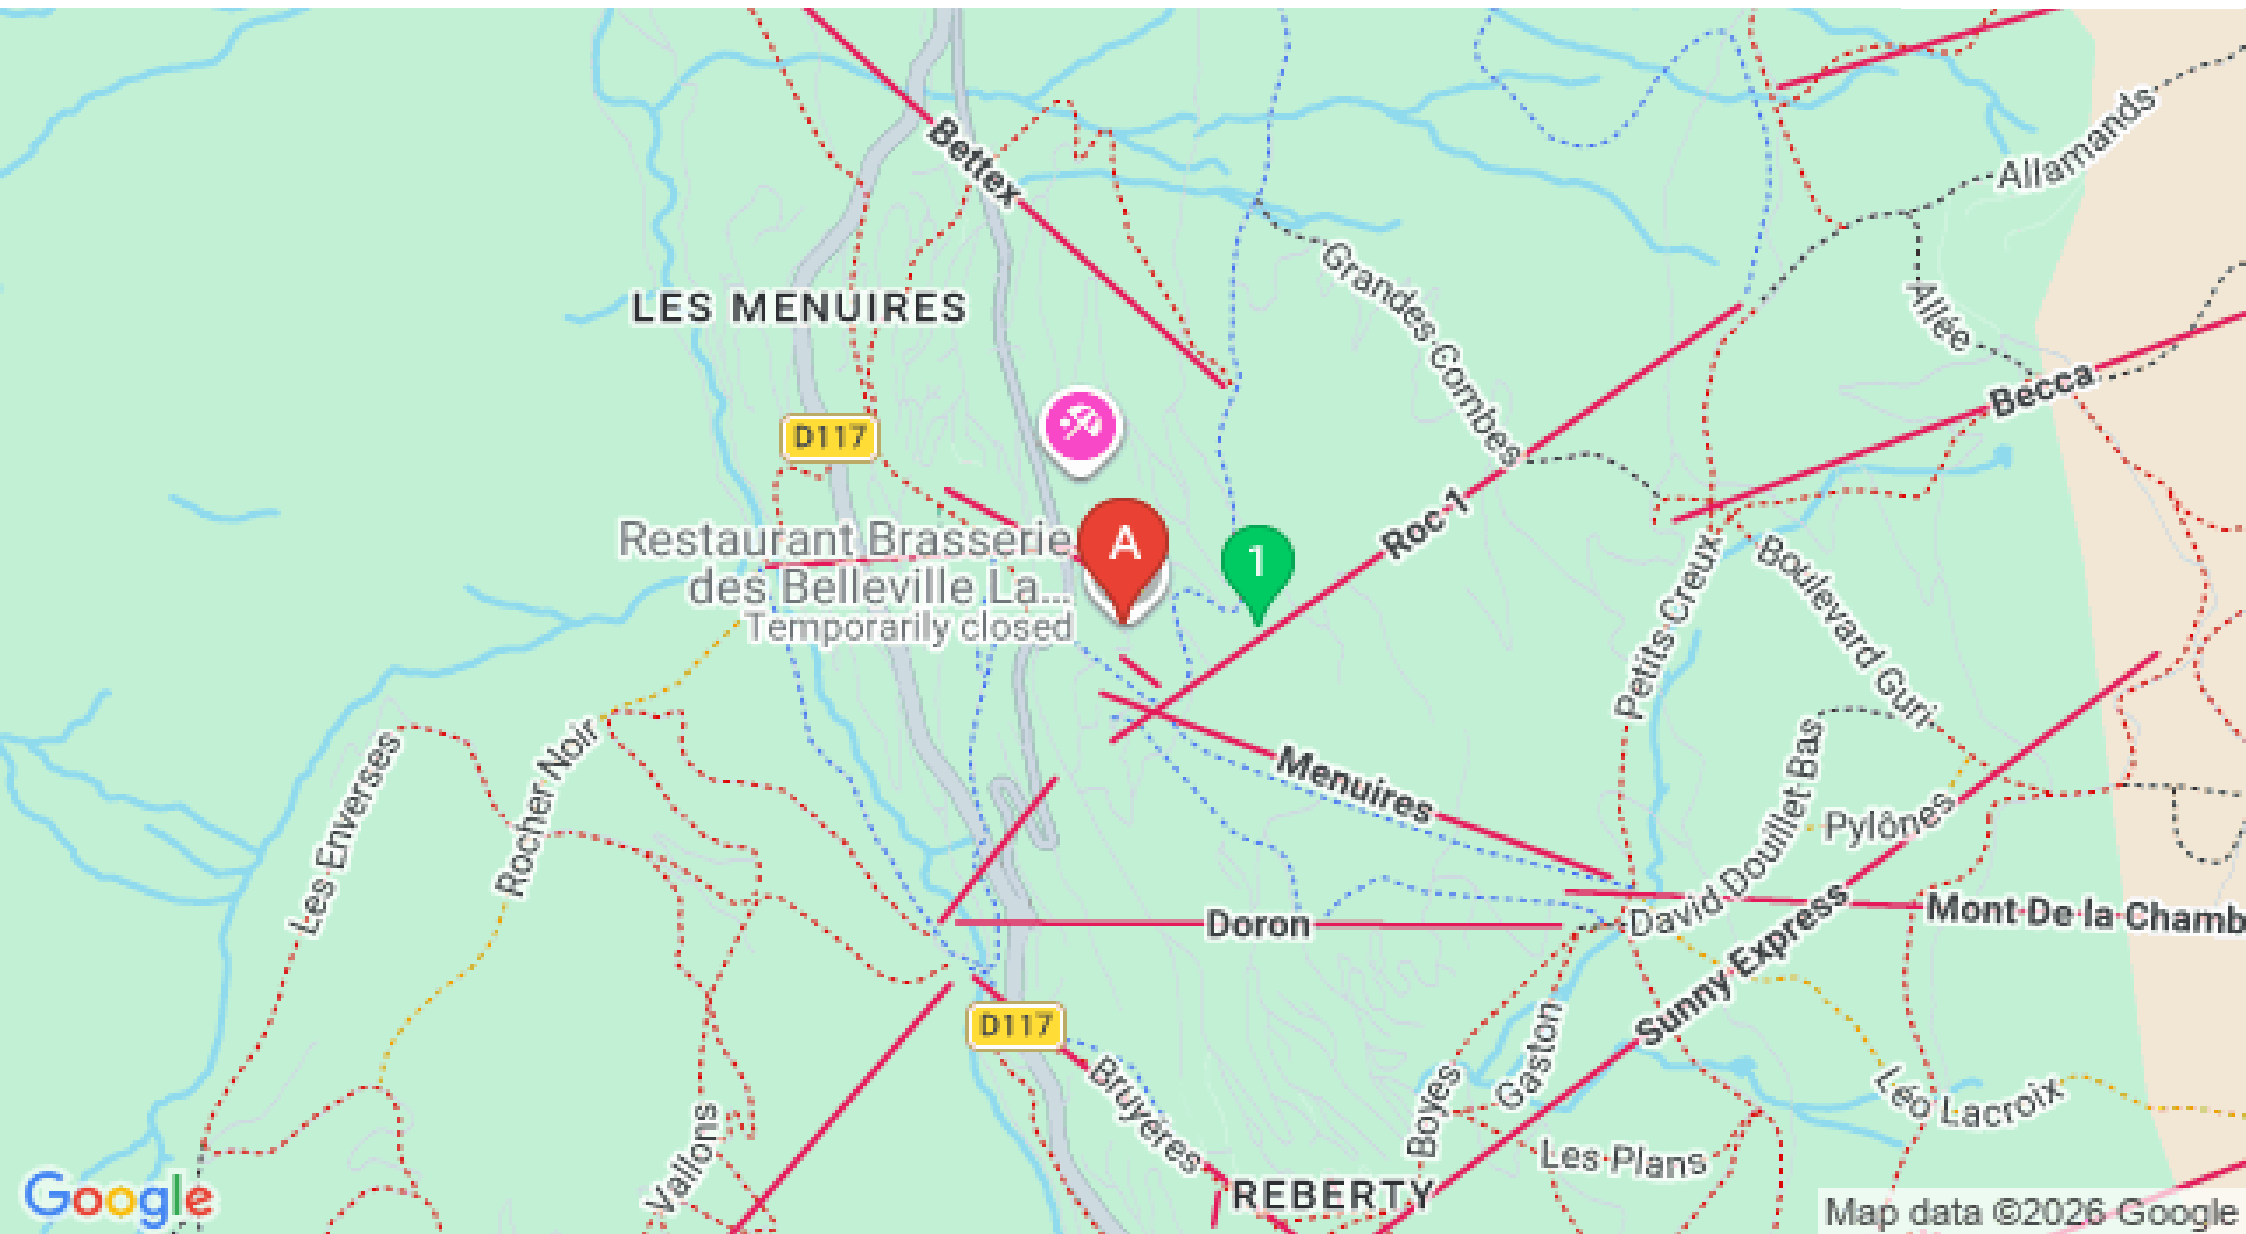 Bettex
Allamands
Grandes Combes
LES MENUIRES
Allée
Becca
D117
Roc 1
Restaurant Brasserie
des Belleville La...
Temporarily closed
A
1
Petits Creux
Boulevard Guri
Les Enverses
Rocher Noir
Menuires
David Douillet Bas
Pylônes
Doron
Mont De la Chamb
Sunny Express
D117
Bruyères
Gaston
Boyes
Léo Lacroix
Vallons
Les Plans
REBERTY
Google
Map data ©2026 Google